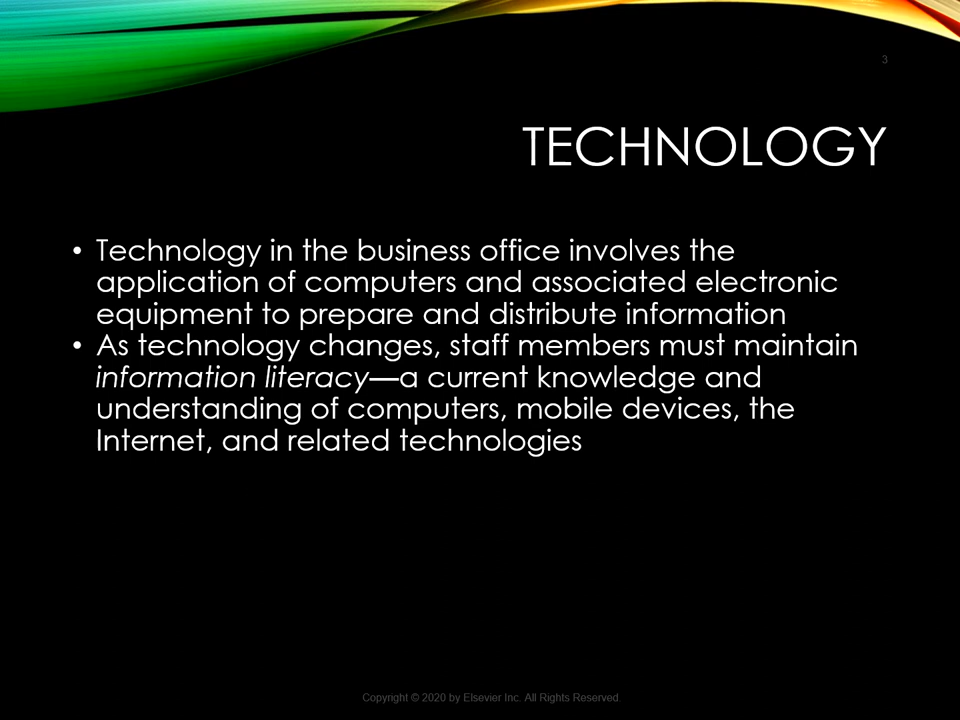 3
TECHNOLOGY
• Technology in the business office involves the
application of computers and associated electronic
equipment to prepare and distribute information
• As technology changes, staff members must maintain
information literacy—a current knowledge and
understanding of computers, mobile devices, the
Internet, and related technologies
Copyright © 2020 by Elsevier Inc. All Rights Reserved.